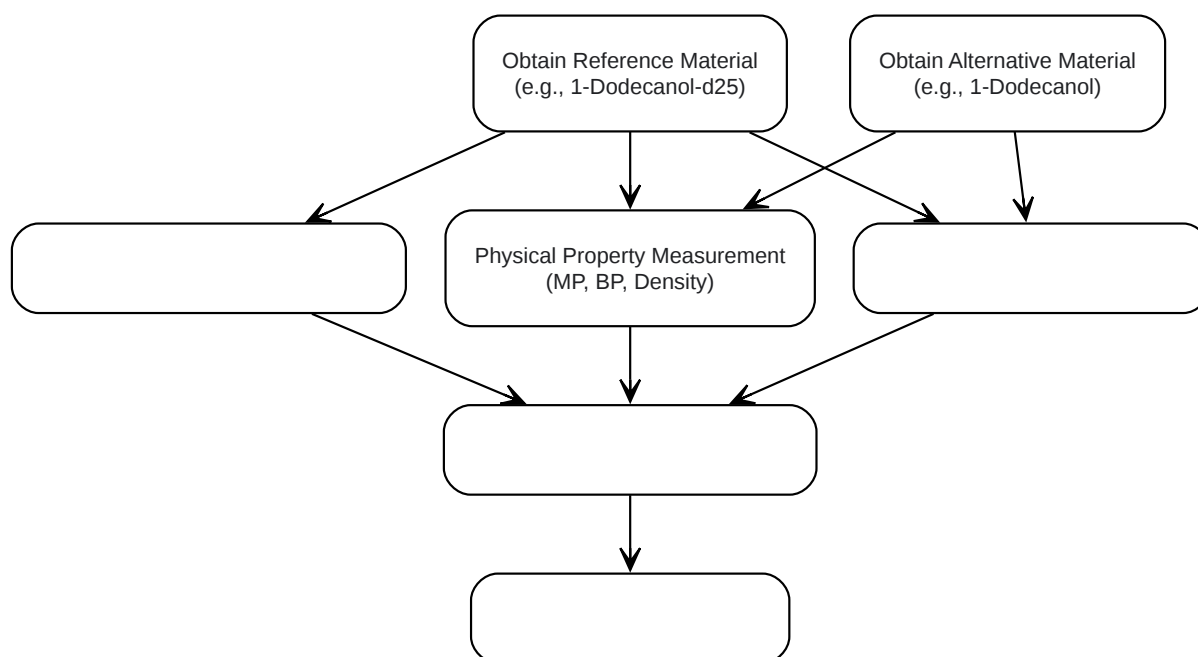 Obtain Reference Material
(e.g., 1-Dodecanol-d25)
Obtain Alternative Material
(e.g., 1-Dodecanol)
Physical Property Measurement
(MP, BP, Density)